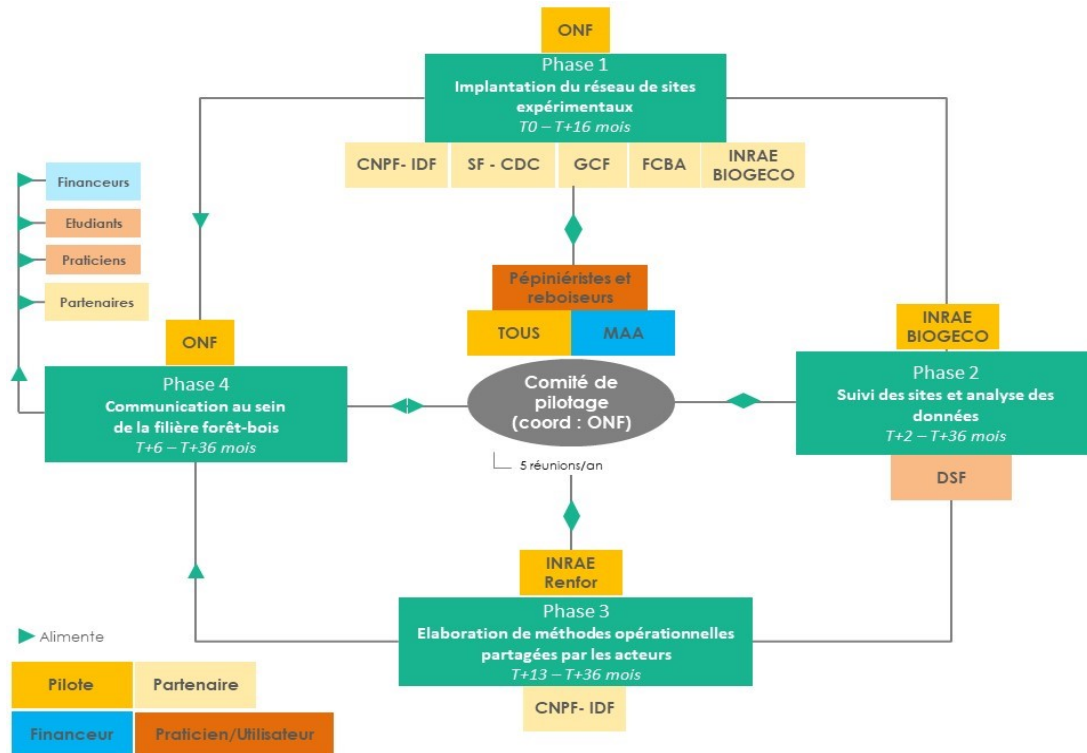 ONF
Phase 1
Implantation du réseau de sites
expérimentaux
T0 – T+16 mois
CNPF- IDF
SF - CDC
GCF
FCBA
INRAE
BIOGECO
Financeurs
Etudiants
Praticiens
Partenaires
Pépiniéristes et
reboiseurs
TOUS
MAA
ONF
Phase 4
Communication au sein
de la filière forêt-bois
T+6 – T+36 mois
Comité de
pilotage
(coord : ONF)
5 réunions/an
INRAE
BIOGECO
Phase 2
Suivi des sites et analyse des
données
T+2 – T+36 mois
DSF
INRAE
Renfor
Phase 3
Elaboration de méthodes opérationnelles
partagées par les acteurs
T+13 – T+36 mois
CNPF- IDF
Alimente
Pilote
Partenaire
Financeur
Praticien/Utilisateur